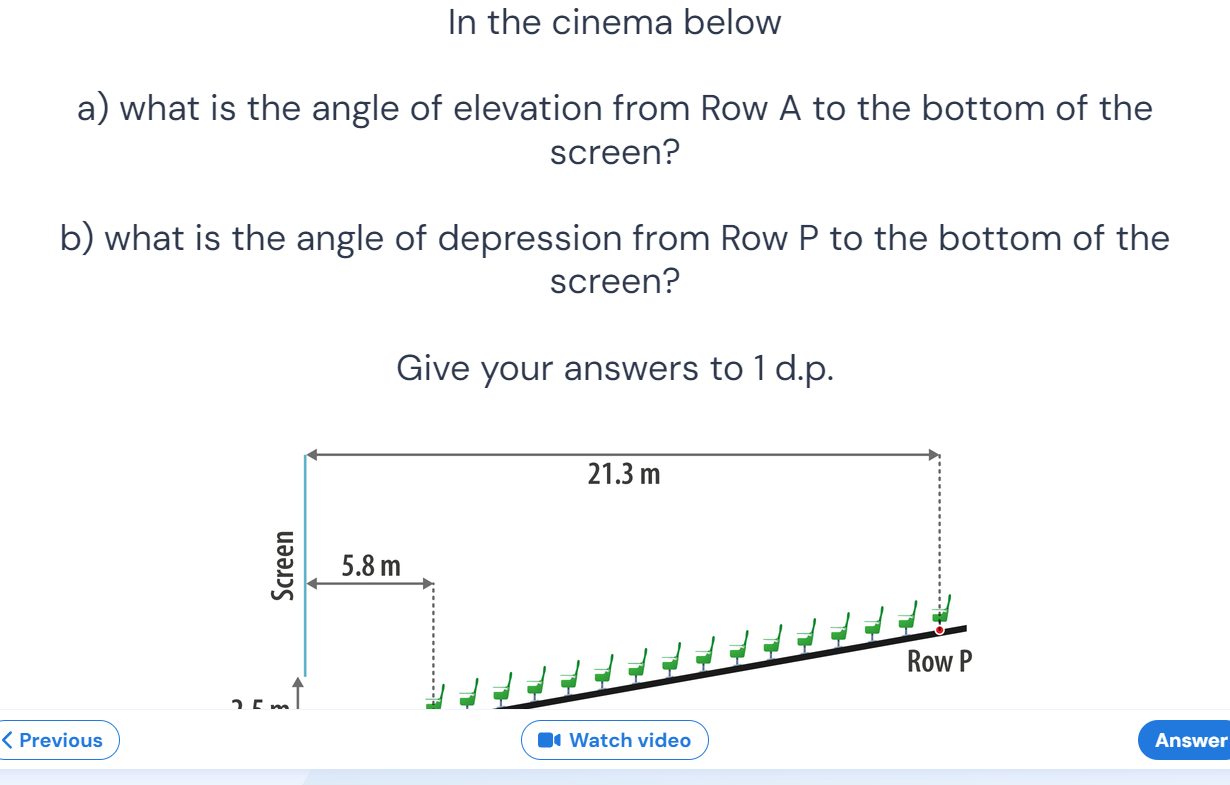 In the cinema below
a) what is the angle of elevation from Row A to the bottom of the
screen?
b) what is the angle of depression from Row P to the bottom of the
screen?
Give your answers to 1 d.p.
21.3 m
5.8 m
Screen
Row P
Previous
Watch video
Answer